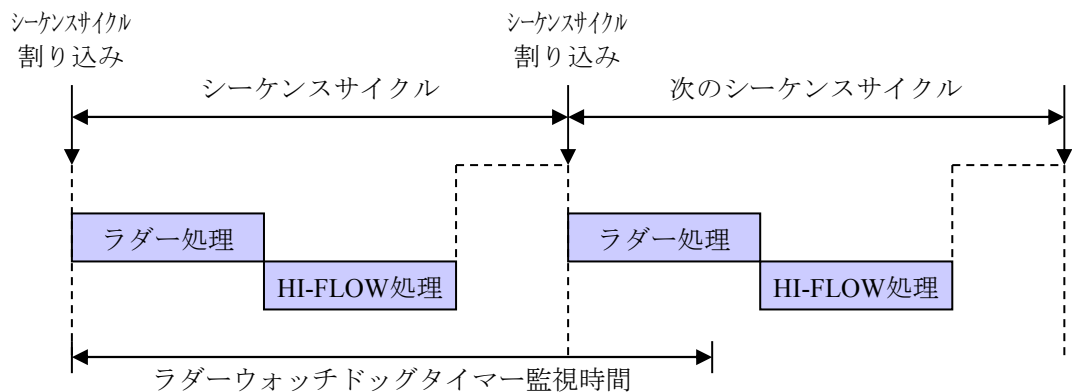 シーケンスサイクル
割り込み
シーケンスサイクル
割り込み
シーケンスサイクル
次のシーケンスサイクル
ラダー処理
ラダー処理
HI-FLOW処理
HI-FLOW処理
ラダーウォッチドッグタイマー監視時間